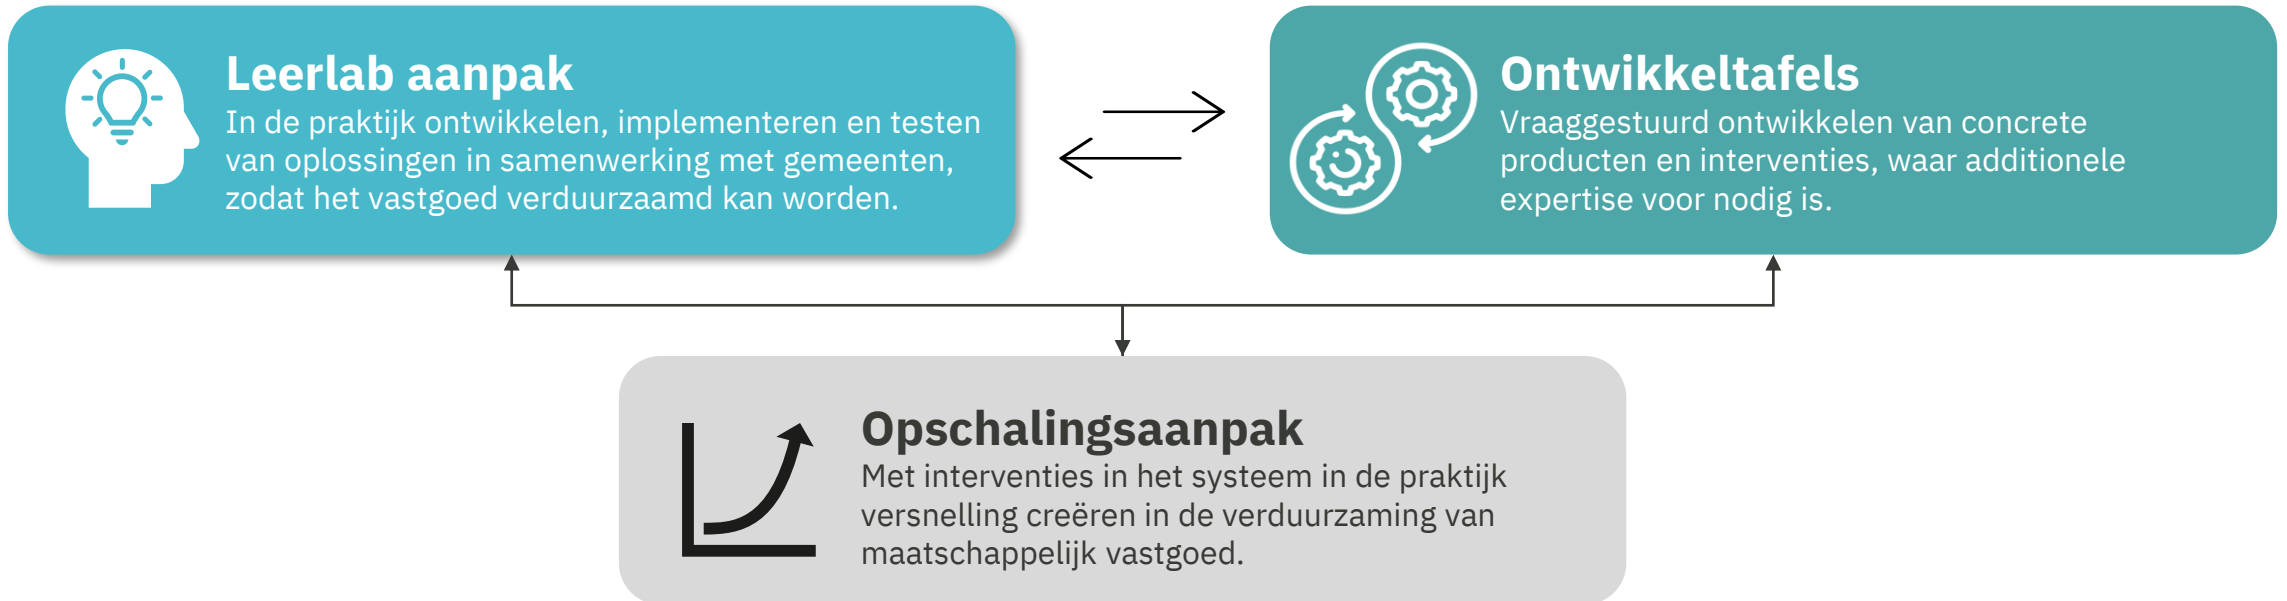 Leerlab aanpak
In de praktijk ontwikkelen, implementeren en testen
van oplossingen in samenwerking met gemeenten,
zodat het vastgoed verduurzaamd kan worden.
Ontwikkeltafels
Vraaggestuurd ontwikkelen van concrete
producten en interventies, waar additionele
expertise voor nodig is.
Opschalingsaanpak
Met interventies in het systeem in de praktijk
versnelling creëren in de verduurzaming van
maatschappelijk vastgoed.